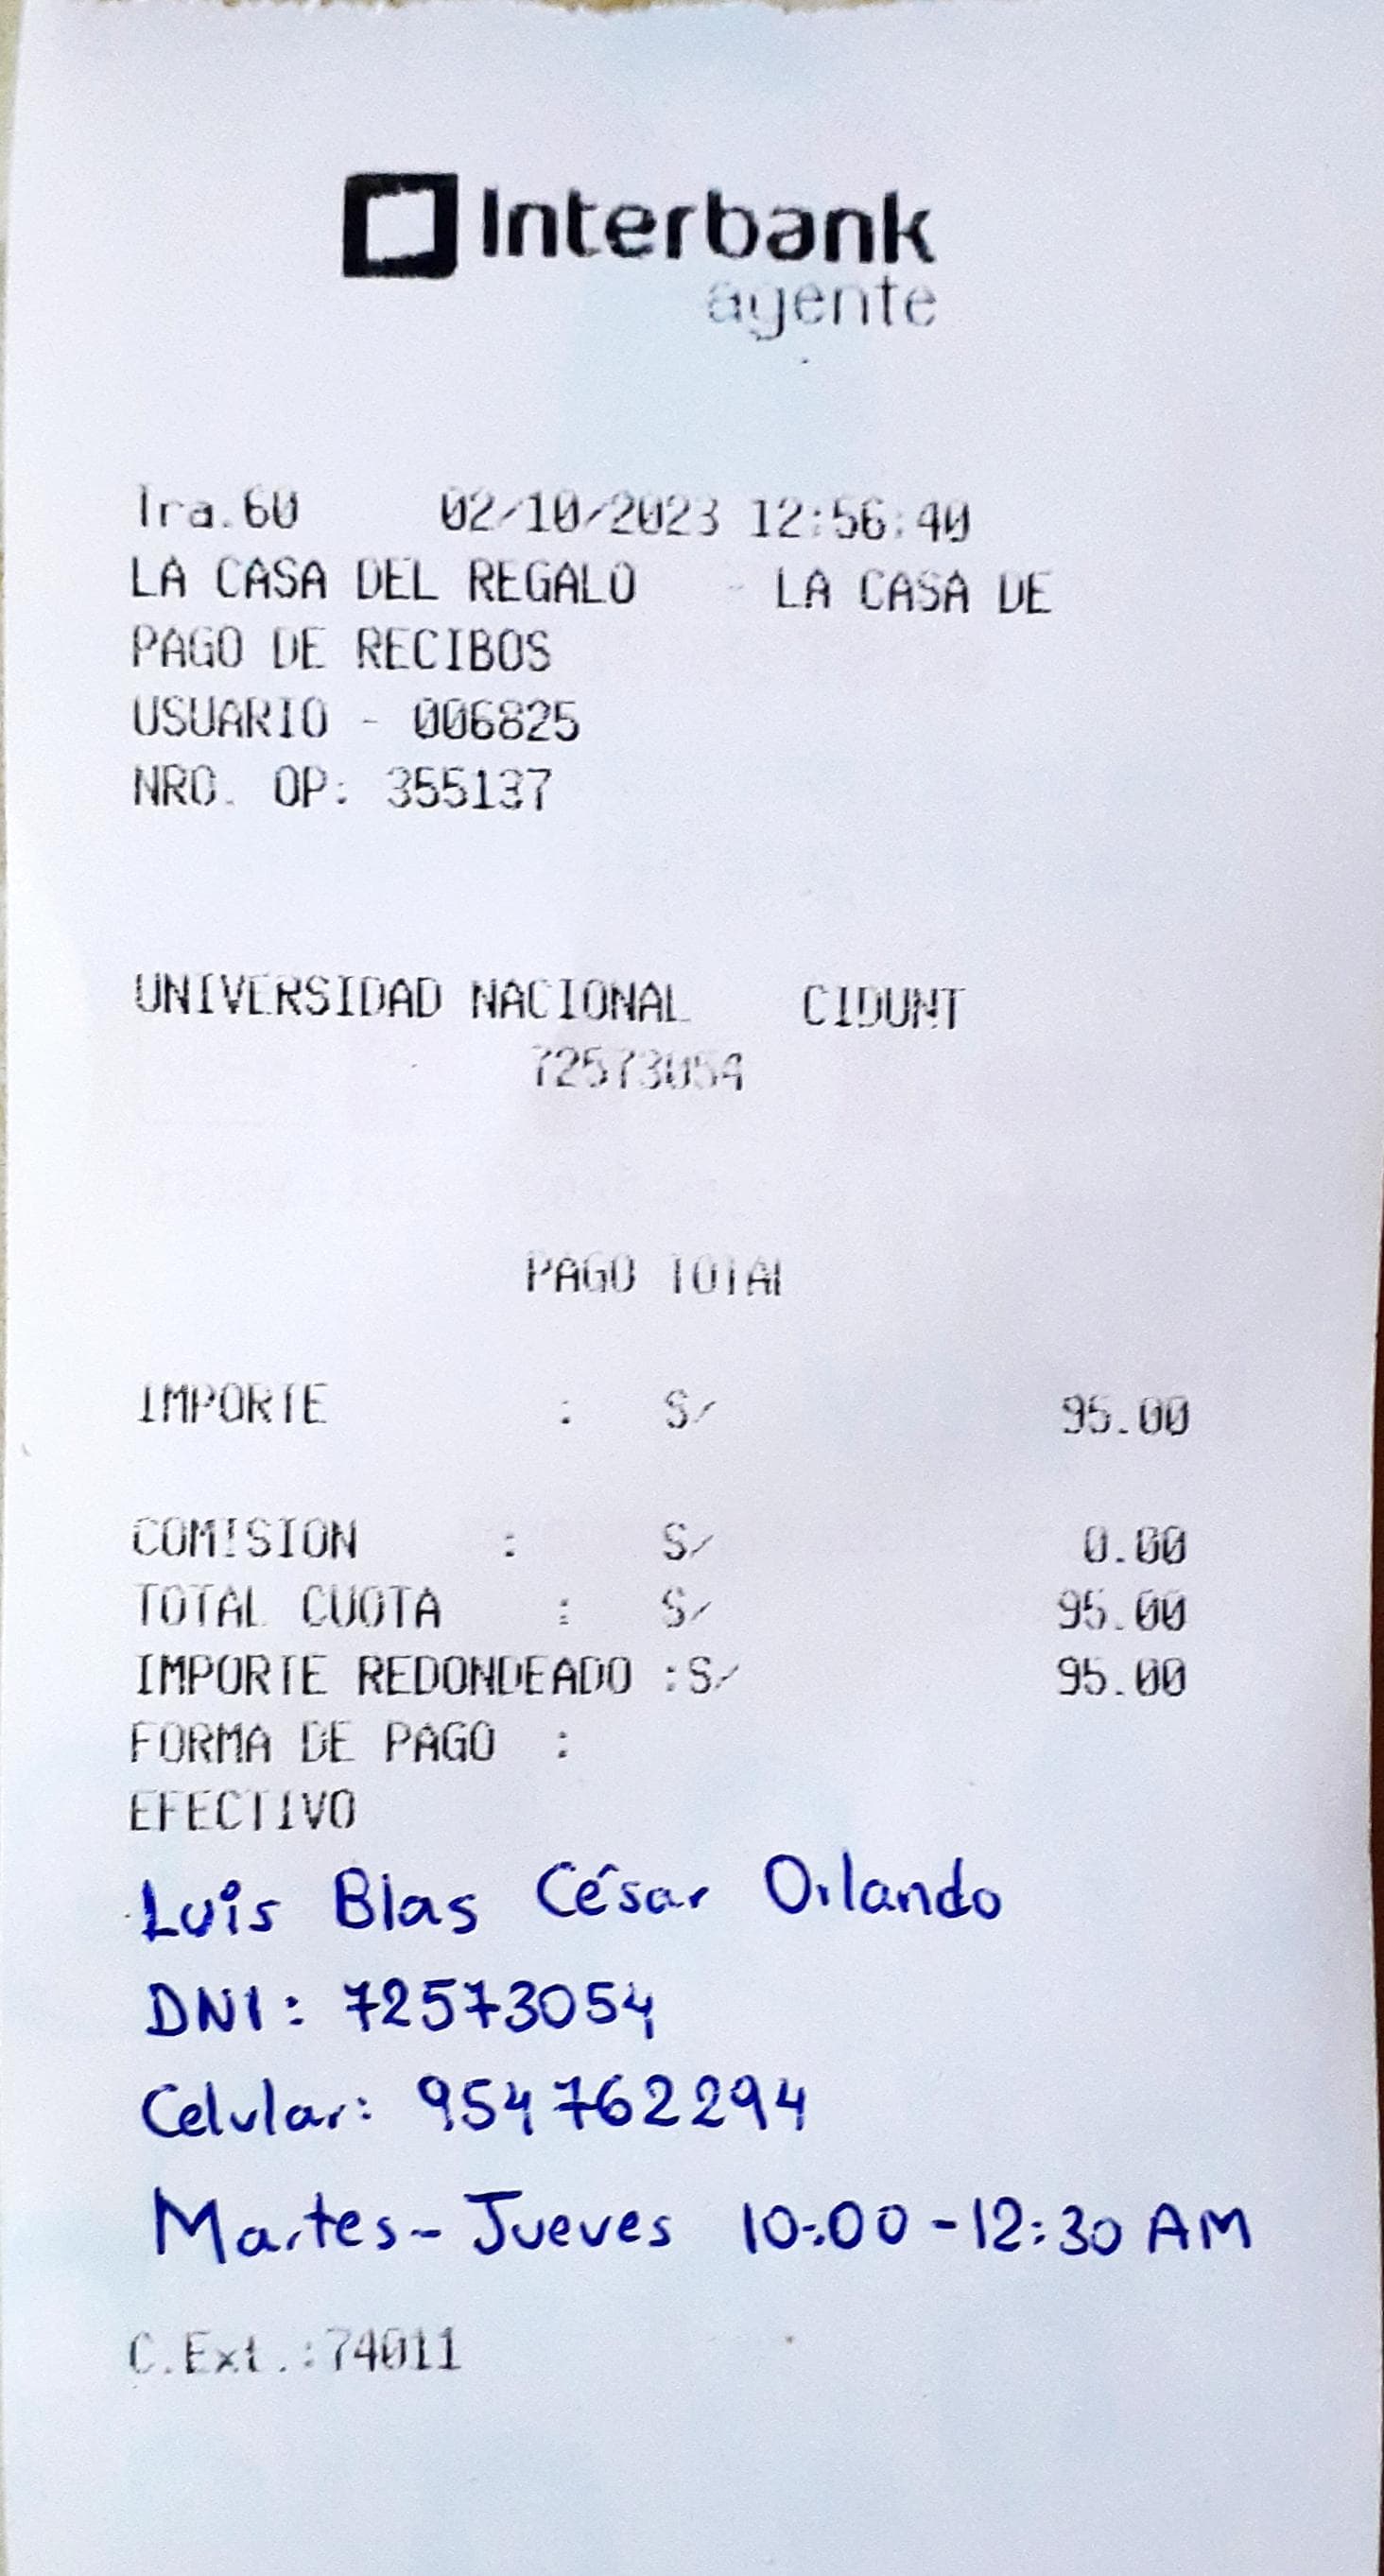 Interbank
agente
Tra.60 02/10/2023 12:56:40
LA CASA DEL REGALO - LA CASA DE
PAGO DE RECIBOS
USUARIO - 006825
NRO. OP: 355137
UNIVERSIDAD NACIONAL CIDUNT
72573054
PAGO TOTAL
IMPORTE : S/ 95.00
COMISION : S/ 0.00
TOTAL CUOTA : S/ 95.00
IMPORTE REDONDEADO :S/ 95.00
FORMA DE PAGO :
EFECTIVO
Luis Blas César Orlando
DNI: 72573054
Celular: 954762294
Martes - Jueves 10:00 - 12:30 AM
C.Ext.:74011